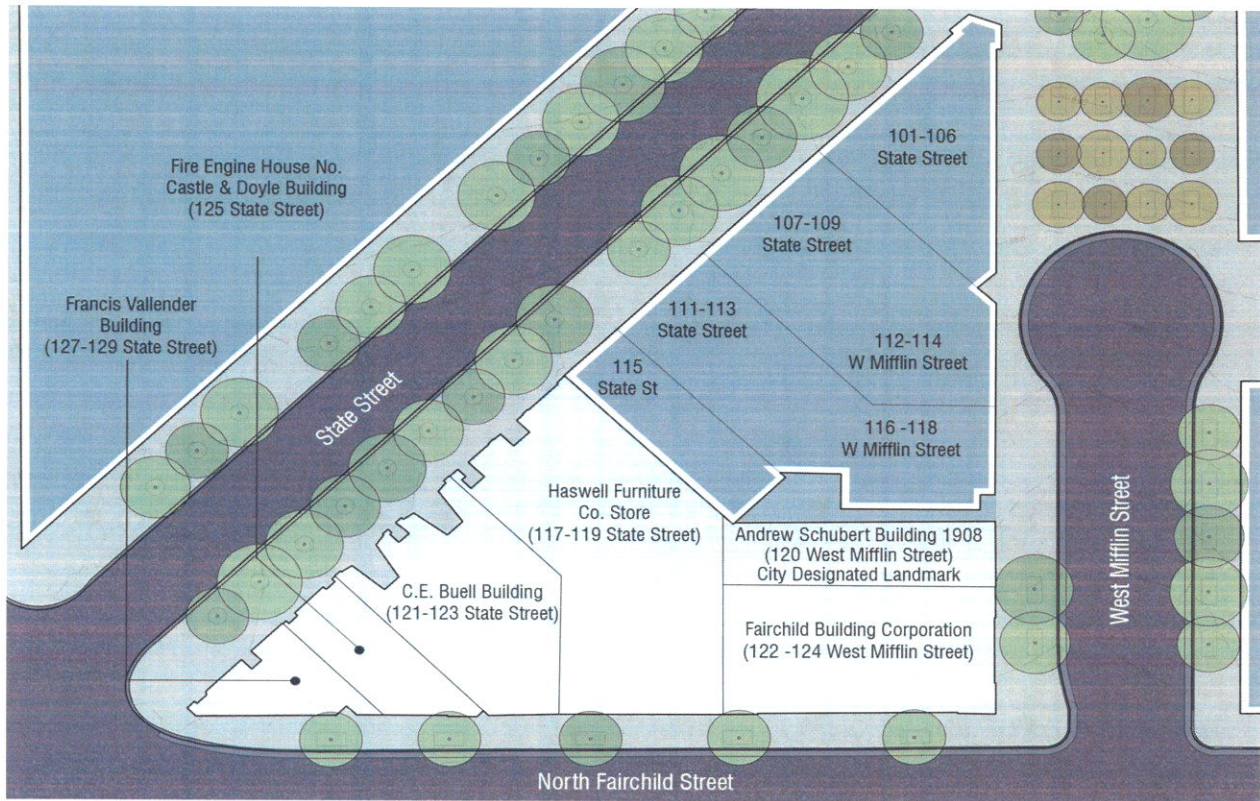 101-106
State Street
Fire Engine House No.
Castle & Doyle Building
(125 State Street)
107-109
State Street
Francis Vallender
Building
(127-129 State Street)
111-113
State Street
112-114
W Mifflin Street
115
State St
State Street
116 -118
W Mifflin Street
Haswell Furniture
Co. Store
(117-119 State Street)
Andrew Schubert Building 1908
(120 West Mifflin Street)
City Designated Landmark
West Mifflin Street
C.E. Buell Building
(121-123 State Street)
Fairchild Building Corporation
(122 -124 West Mifflin Street)
North Fairchild Street